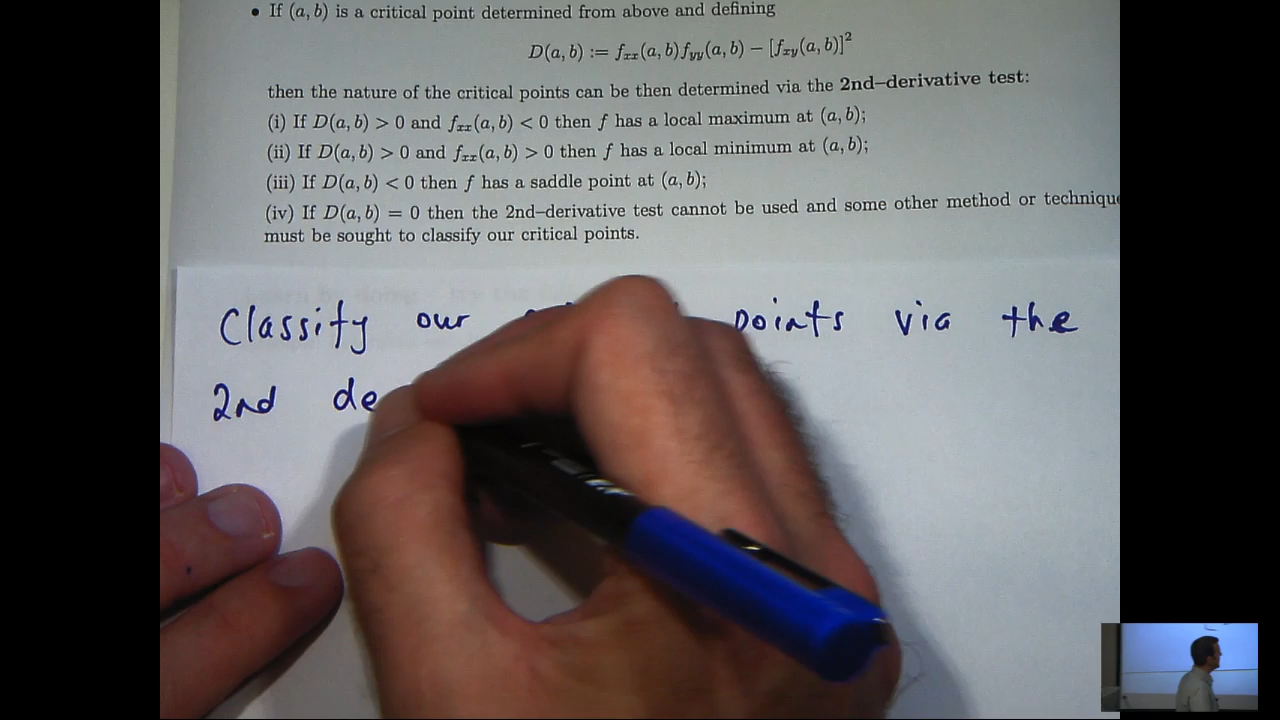 • If (a, b) is a critical point determined from above and defining
D(a, b) := fₓₓ(a, b)f_yy(a, b) − [f_xy(a, b)]²
then the nature of the critical points can be then determined via the 2nd–derivative test:
(i) If D(a, b) > 0 and fₓₓ(a, b) < 0 then f has a local maximum at (a, b);
(ii) If D(a, b) > 0 and fₓₓ(a, b) > 0 then f has a local minimum at (a, b);
(iii) If D(a, b) < 0 then f has a saddle point at (a, b);
(iv) If D(a, b) = 0 then the 2nd–derivative test cannot be used and some other method or technique
must be sought to classify our critical points.
Classify our points via the
2nd de